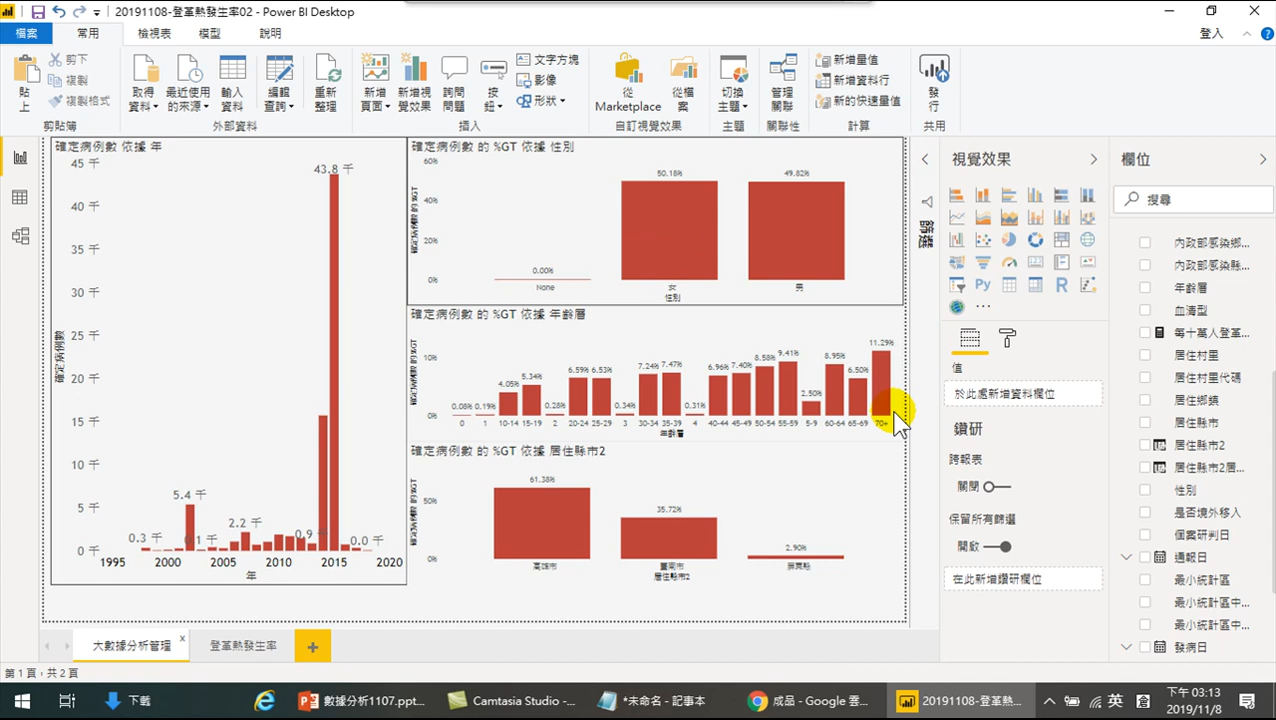 20191108-登革熱發生率02 - Power BI Desktop
檔案 常用 檢視表 模型 說明 登入
貼上
剪下
複製
複製格式
剪貼簿
取得資料
最近使用的來源
輸入資料
編輯查詢
重新整理
外部資料
新增頁面
新增視覺效果
詢問問題
按鈕
文字方塊
影像
形狀
插入
從 Marketplace
從檔案
自訂視覺效果
切換主題
主題
管理關聯
關聯性
新增量值
新增資料行
新的快速量值
計算
發行
共用
確定病例數 依據 年
45 千
43.8 千
40 千
35 千
30 千
25 千
20 千
15 千
10 千
5 千
0 千
確定病例數
0.3 千
5.4 千
0.1 千
2.2 千
0.9 千
0.0 千
1995 2000 2005 2010 2015 2020
年
確定病例數 的 %GT 依據 性別
60%
40%
20%
0%
確定病例數 的 %GT
0.00% 50.18% 49.82%
None 女 男
性別
確定病例數 的 %GT 依據 年齡層
10%
0%
確定病例數 的 %GT
0.08% 0.19% 4.05% 5.34% 0.28% 6.59% 6.53% 0.34% 7.24% 7.47% 0.31% 6.96% 7.40% 8.58% 9.41% 2.50% 8.95% 6.50% 11.29%
0 1 10-14 15-19 2 20-24 25-29 3 30-34 35-39 4 40-44 45-49 50-54 55-59 5-9 60-64 65-69 70+
年齡層
確定病例數 的 %GT 依據 居住縣市2
50%
0%
確定病例數 的 %GT
61.38% 35.72% 2.90%
高雄市 臺南市 屏東縣
居住縣市2
篩選
視覺效果
Py
R
值
於此處新增資料欄位
鑽研
跨報表
關閉
保留所有篩選
開啟
在此新增鑽研欄位
欄位
搜尋
內政部感染鄉...
內政部感染縣...
年齡層
血清型
每十萬人登革...
居住村里
居住村里代碼
居住鄉鎮
居住縣市
居住縣市2
居住縣市2居...
性別
是否境外移入
個案研判日
通報日
最小統計區
最小統計區中...
最小統計區中...
發病日
大數據分析管理 登革熱發生率
第 1 頁，共 2 頁
下載
數據分析1107.ppt...
Camtasia Studio -...
*未命名 - 記事本
成品 - Google 雲...
20191108-登革熱...
英
下午 03:13
2019/11/8